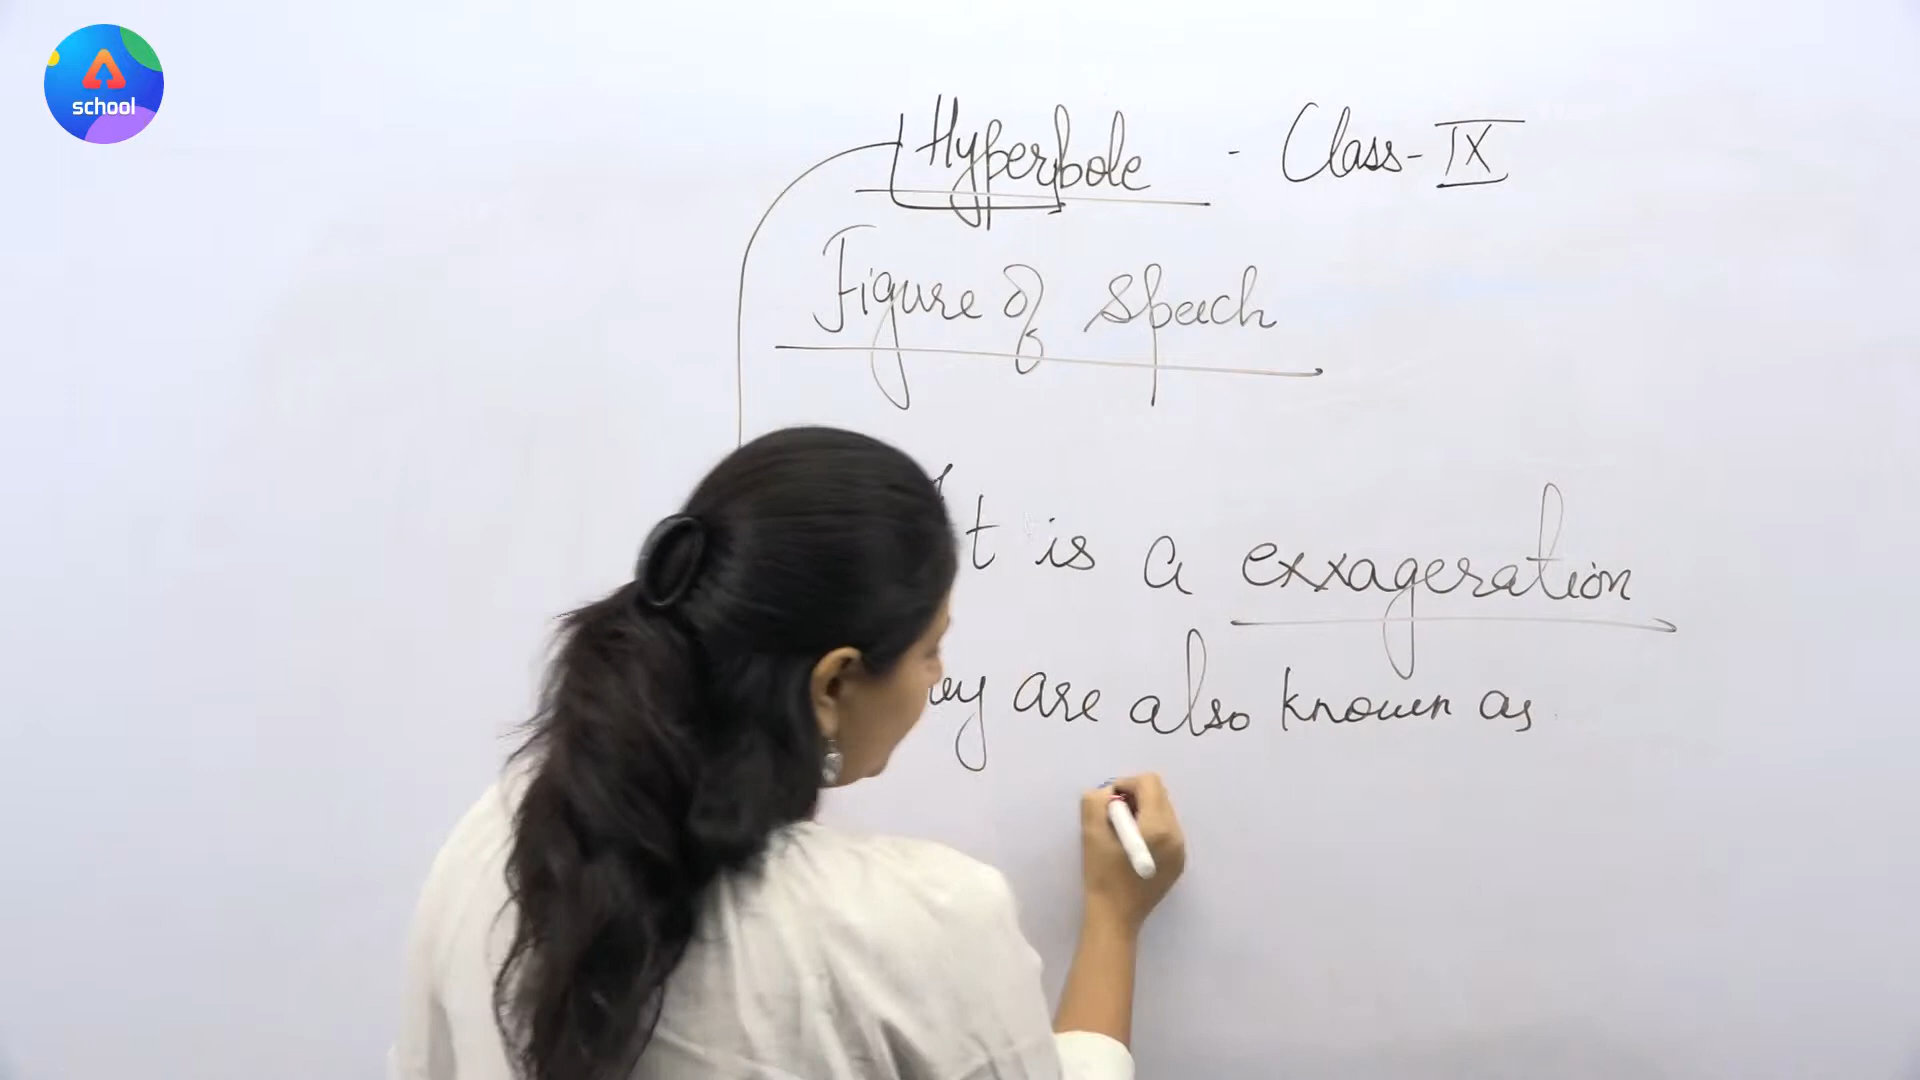 school
Hyperbole - Class-IX
Figure of Speech
is a exxageration
are also known as